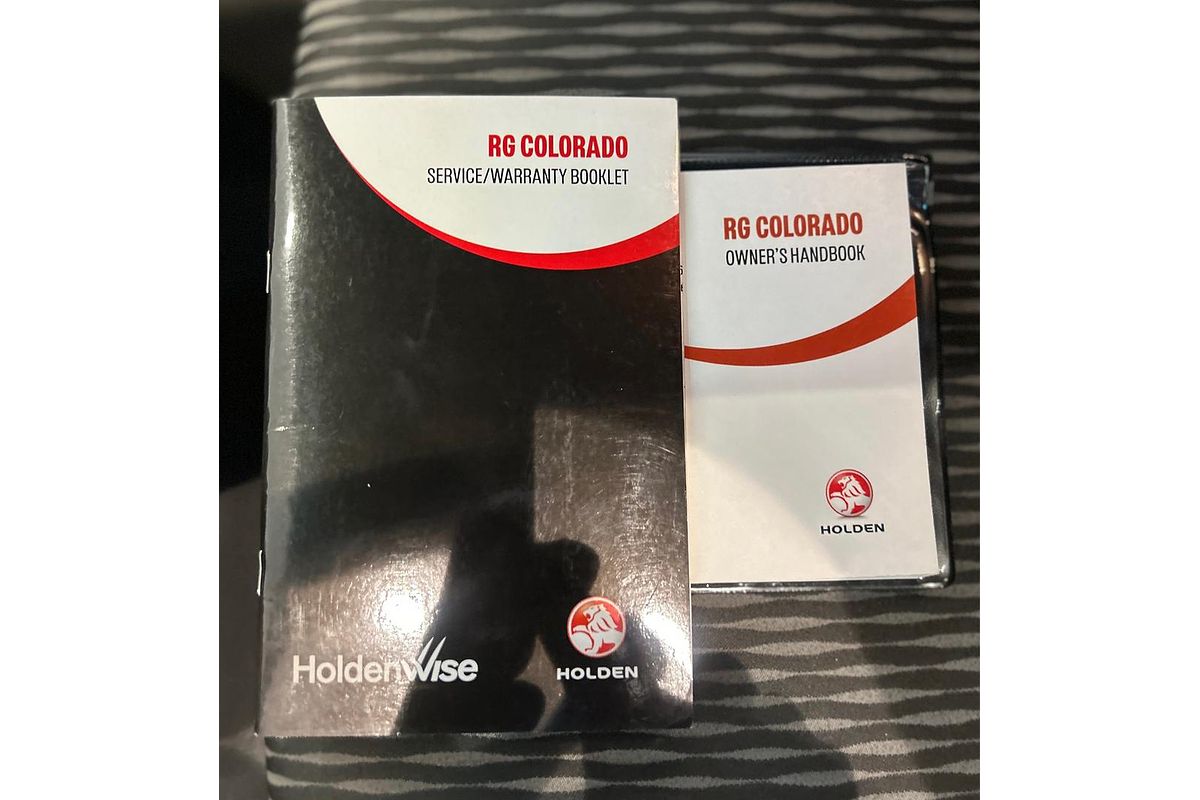 RG COLORADO
SERVICE/WARRANTY BOOKLET
HoldenWise
HOLDEN
RG COLORADO
OWNER'S HANDBOOK
HOLDEN